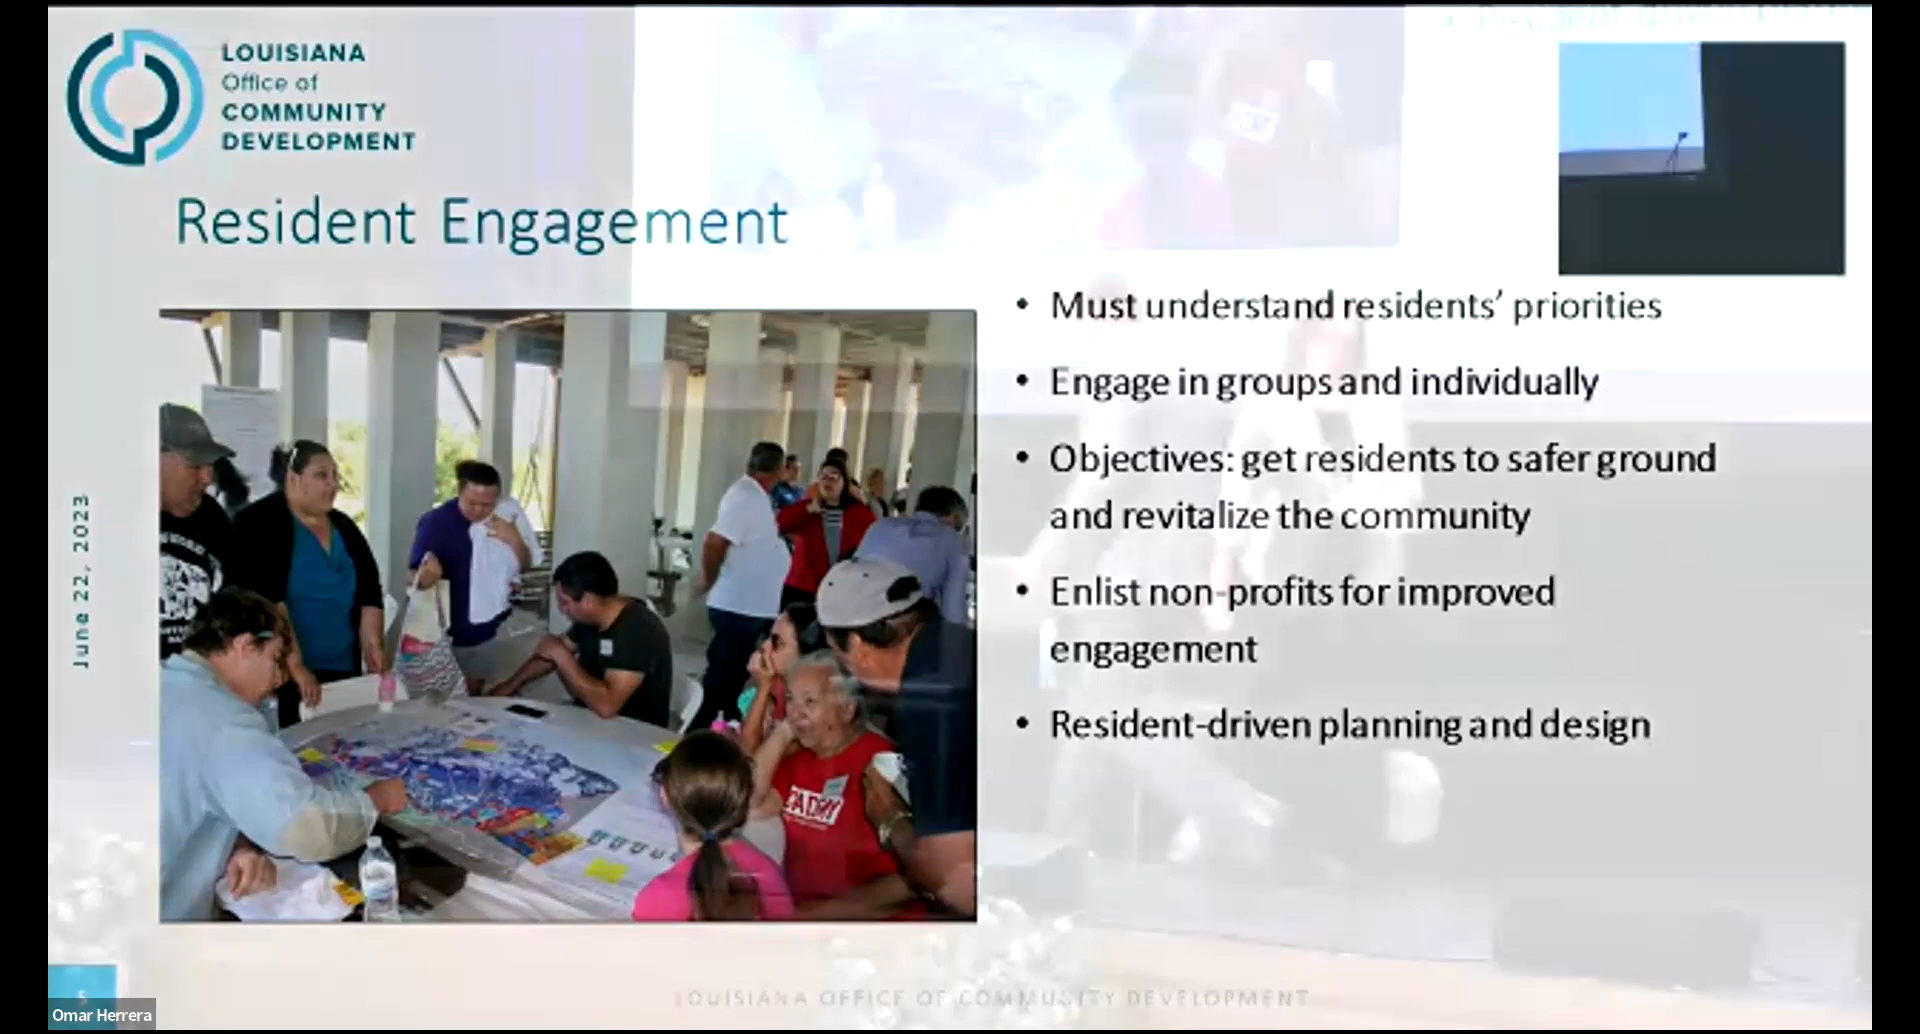 LOUISIANA
Office of
COMMUNITY
DEVELOPMENT
Resident Engagement
• Must understand residents’ priorities
• Engage in groups and individually
• Objectives: get residents to safer ground
and revitalize the community
• Enlist non-profits for improved
engagement
• Resident-driven planning and design
June 22, 2023
5
LOUISIANA OFFICE OF COMMUNITY DEVELOPMENT
Omar Herrera